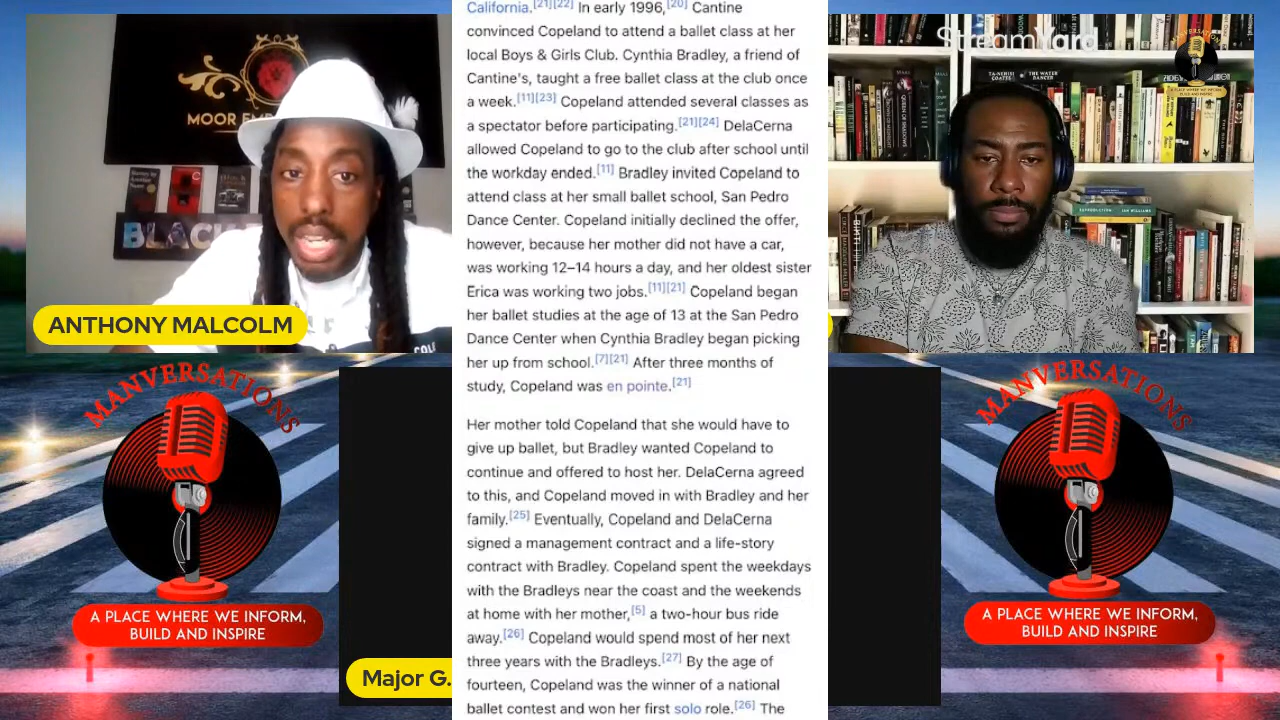 California.[21][22] In early 1996,[20] Cantine
convinced Copeland to attend a ballet class at her
local Boys & Girls Club. Cynthia Bradley, a friend of
Cantine's, taught a free ballet class at the club once
a week.[11][23] Copeland attended several classes as
a spectator before participating.[21][24] DelaCerna
allowed Copeland to go to the club after school until
the workday ended.[11] Bradley invited Copeland to
attend class at her small ballet school, San Pedro
Dance Center. Copeland initially declined the offer,
however, because her mother did not have a car,
was working 12–14 hours a day, and her oldest sister
Erica was working two jobs.[11][21] Copeland began
her ballet studies at the age of 13 at the San Pedro
Dance Center when Cynthia Bradley began picking
her up from school.[7][21] After three months of
study, Copeland was en pointe.[21]
Her mother told Copeland that she would have to
give up ballet, but Bradley wanted Copeland to
continue and offered to host her. DelaCerna agreed
to this, and Copeland moved in with Bradley and her
family.[25] Eventually, Copeland and DelaCerna
signed a management contract and a life-story
contract with Bradley. Copeland spent the weekdays
with the Bradleys near the coast and the weekends
at home with her mother,[5] a two-hour bus ride
away.[26] Copeland would spend most of her next
three years with the Bradleys.[27] By the age of
fourteen, Copeland was the winner of a national
ballet contest and won her first solo role.[26] The
MOOR EM
BLACK
ANTHONY MALCOLM
StreamYard
TA-NEHISI COATES
THE WATER DANCER
MANVERSATIONS
A PLACE WHERE WE INFORM,
BUILD AND INSPIRE
Major G.
MANVERSATIONS
A PLACE WHERE WE INFORM,
BUILD AND INSPIRE